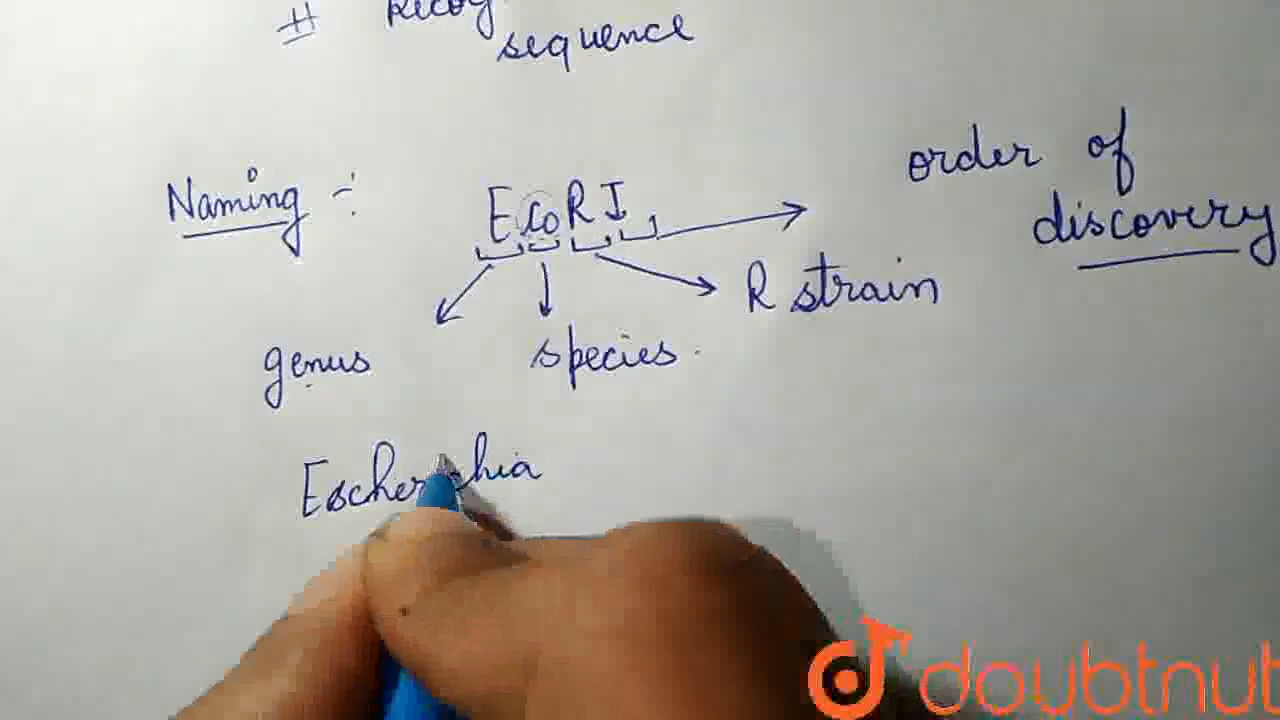 #
sequence
Naming :- EcoRI
order of
discovery
R strain
genus
species.
doubtnut